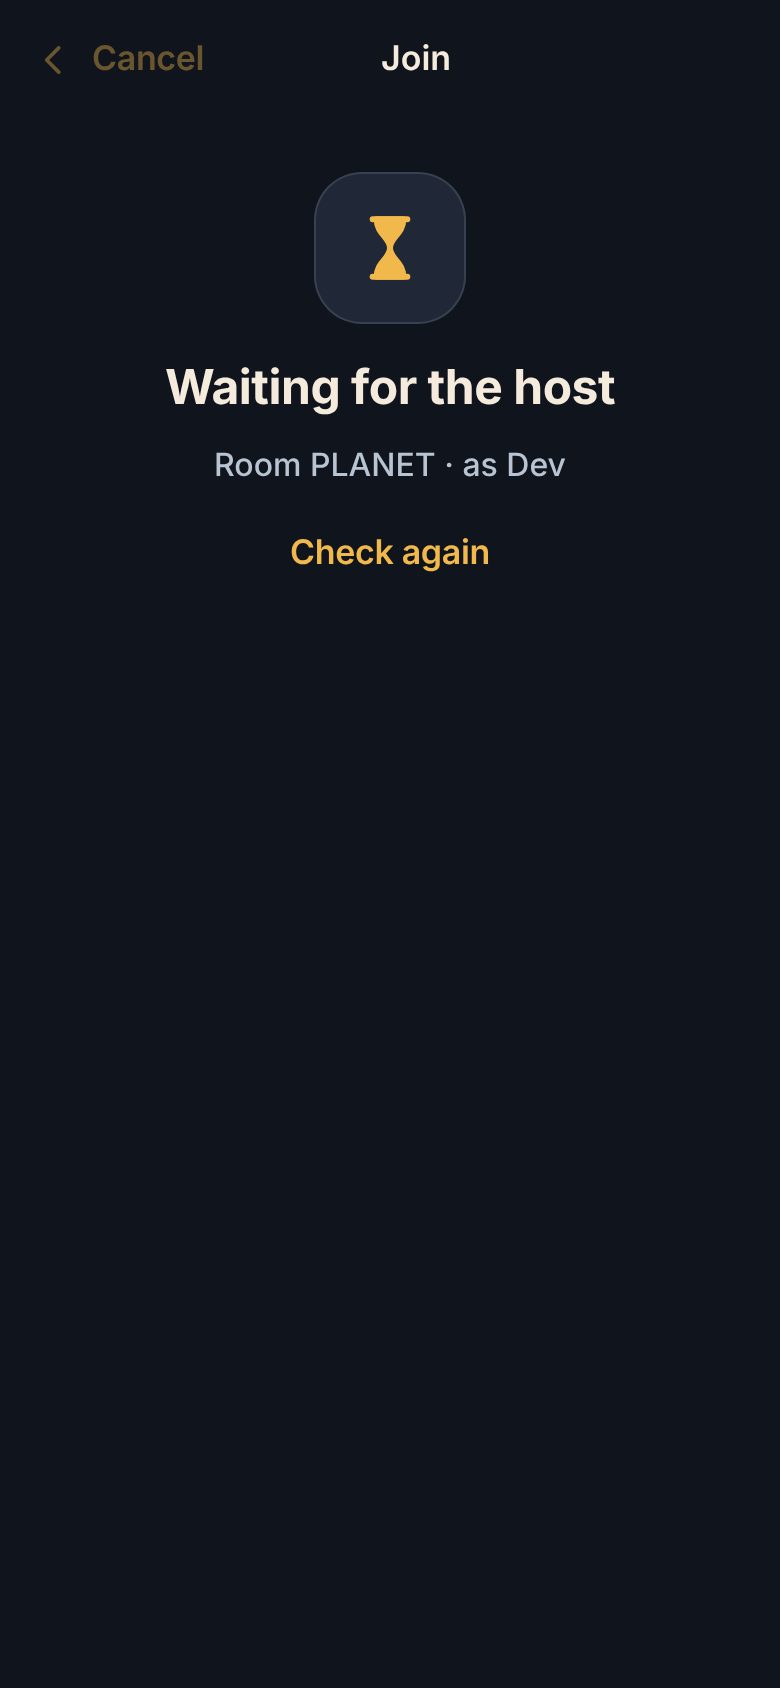 Cancel
Join
Waiting for the host
Room PLANET · as Dev
Check again